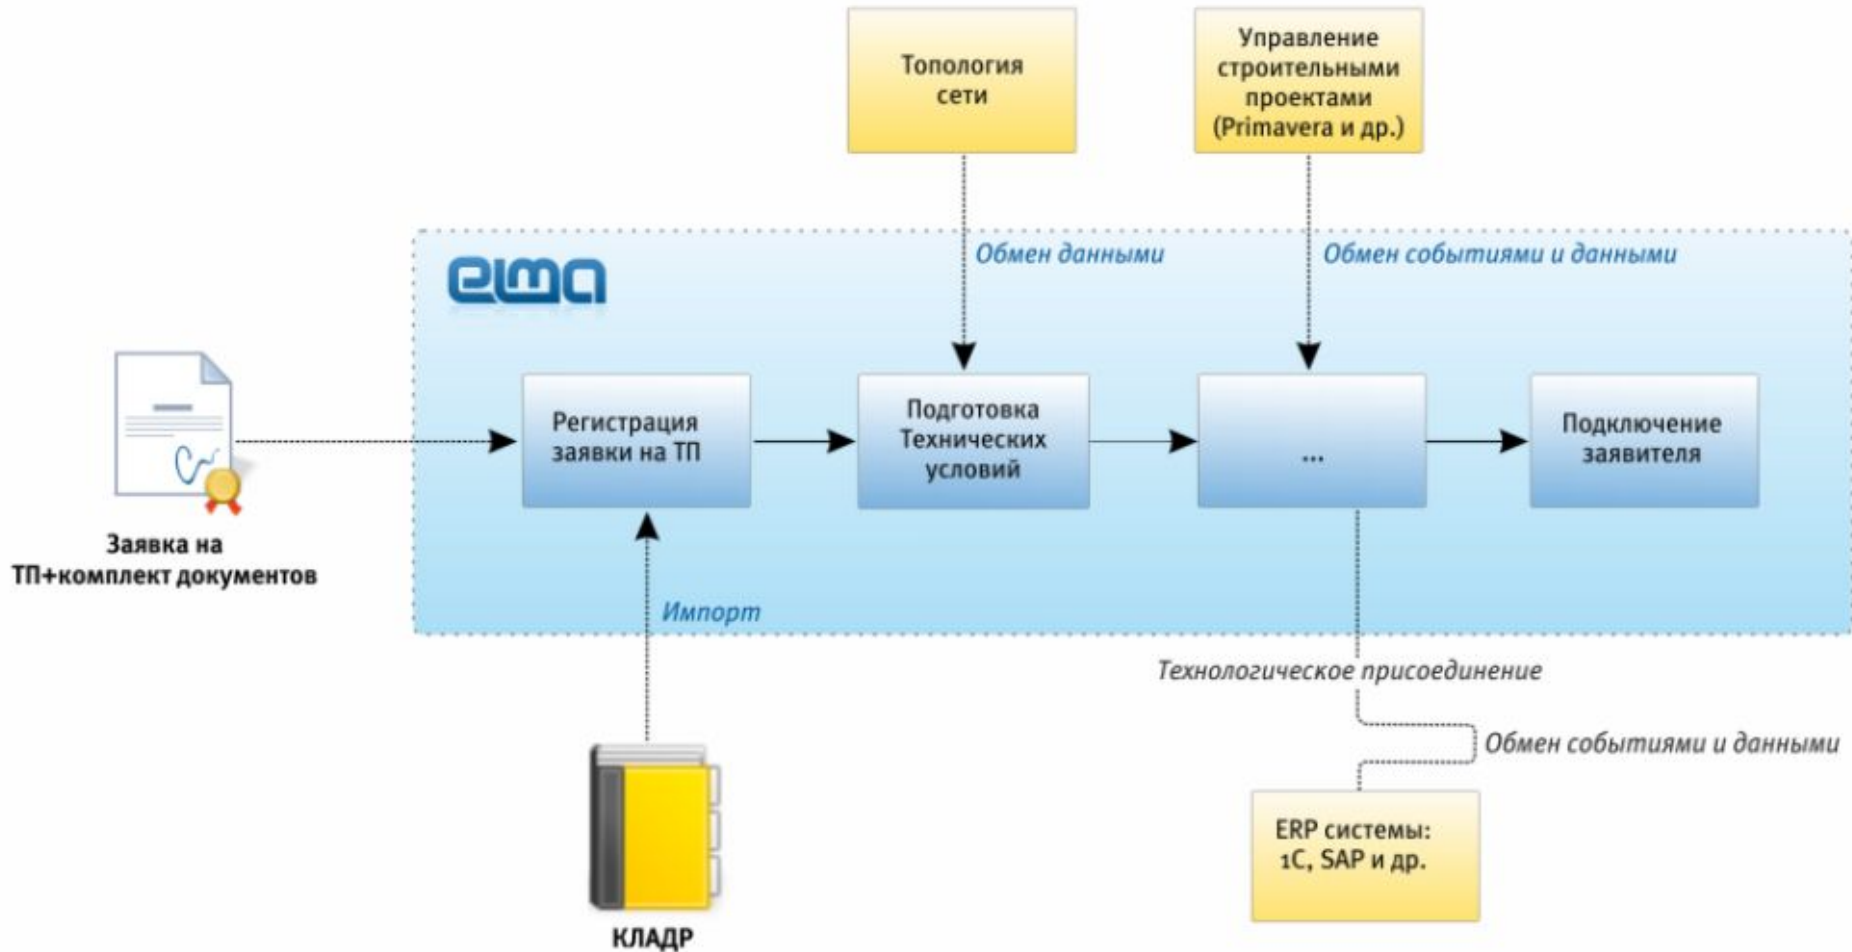 Топология
сети
Управление
строительными
проектами
(Primavera и др.)
Обмен данными
Обмен событиями и данными
elma
Регистрация
заявки на ТП
Подготовка
Технических
условий
...
Подключение
заявителя
Заявка на
ТП+комплект документов
Импорт
Технологическое присоединение
Обмен событиями и данными
ERP системы:
1С, SAP и др.
КЛАДР